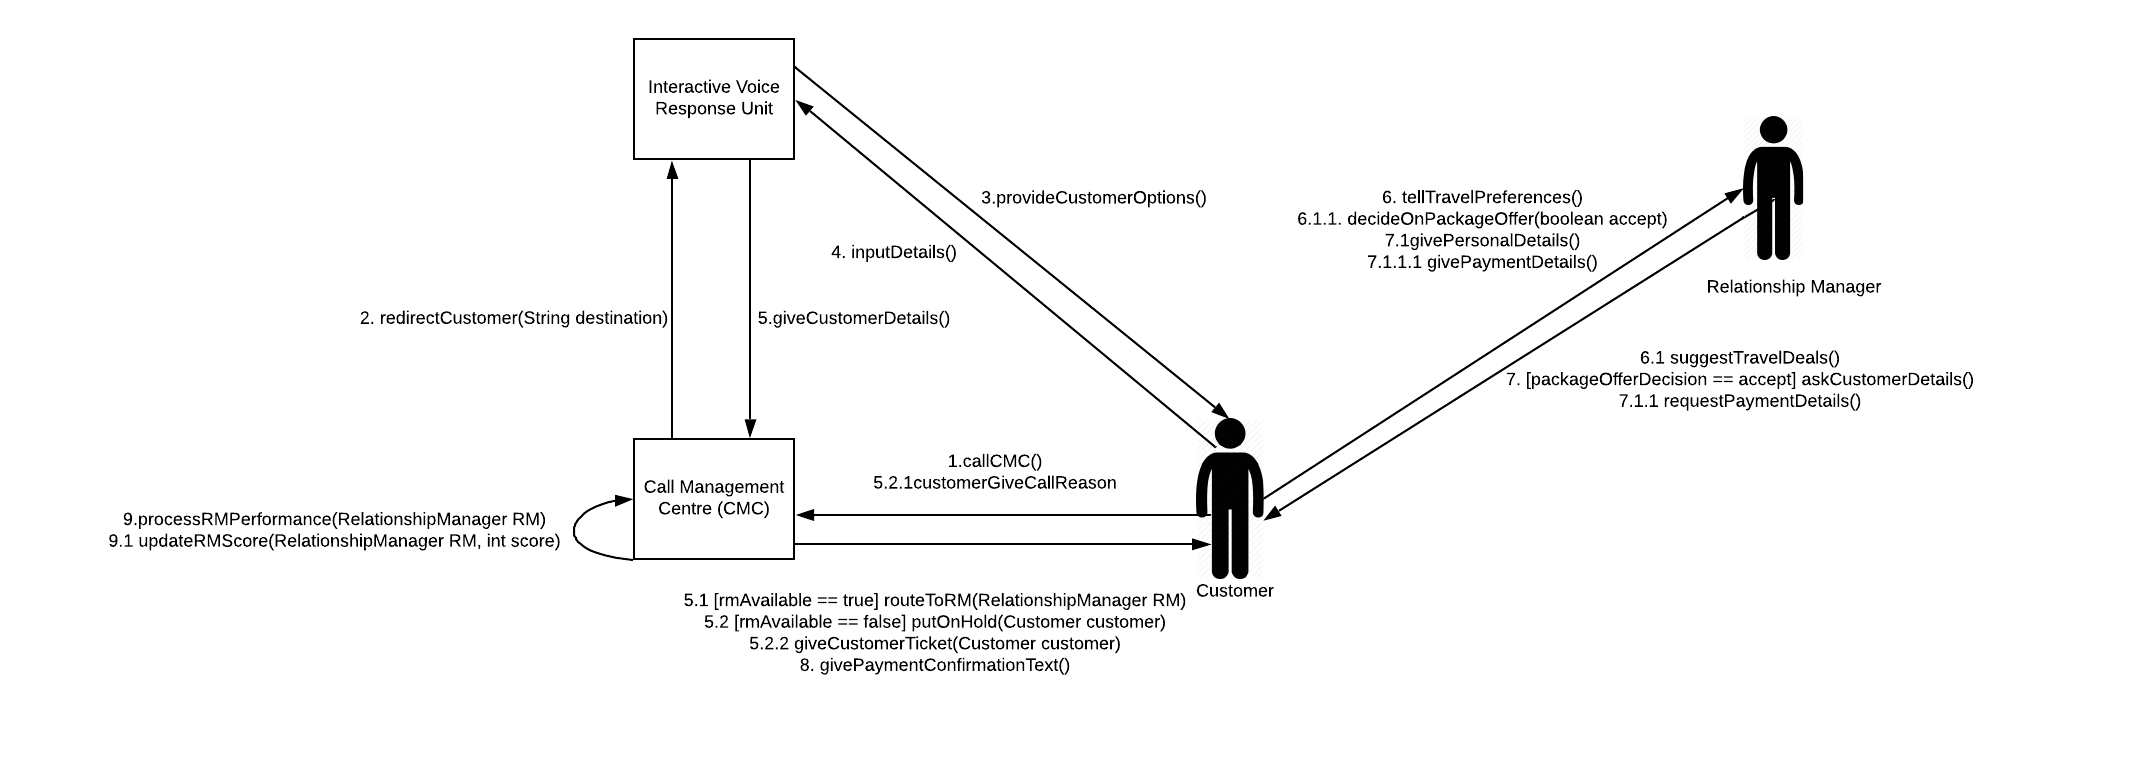 Interactive Voice
Response Unit
3.provideCustomerOptions()
4. inputDetails()
6. tellTravelPreferences()
6.1.1. decideOnPackageOffer(boolean accept)
7.1givePersonalDetails()
7.1.1.1 givePaymentDetails()
Relationship Manager
2. redirectCustomer(String destination)
5.giveCustomerDetails()
6.1 suggestTravelDeals()
7. [packageOfferDecision == accept] askCustomerDetails()
7.1.1 requestPaymentDetails()
1.callCMC()
5.2.1customerGiveCallReason
Call Management
Centre (CMC)
9.processRMPerformance(RelationshipManager RM)
9.1 updateRMScore(RelationshipManager RM, int score)
Customer
5.1 [rmAvailable == true] routeToRM(RelationshipManager RM)
5.2 [rmAvailable == false] putOnHold(Customer customer)
5.2.2 giveCustomerTicket(Customer customer)
8. givePaymentConfirmationText()